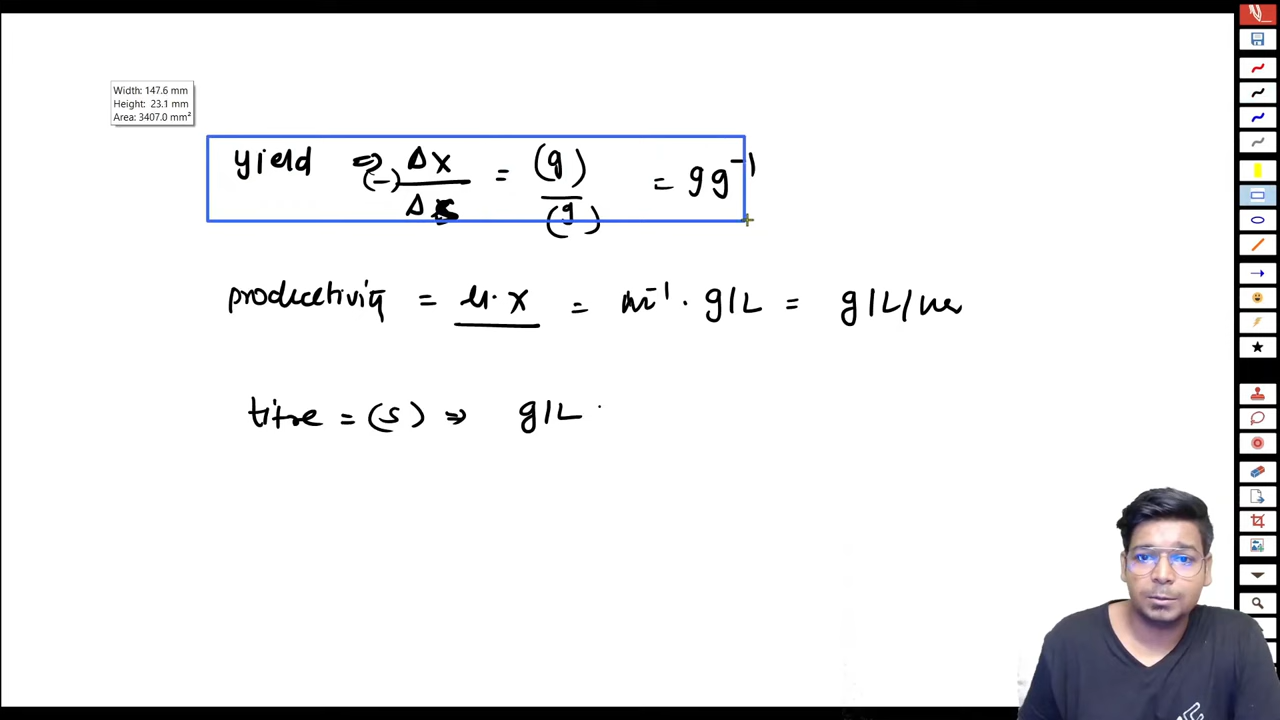 Width: 147.6 mm
Height: 23.1 mm
Area: 3407.0 mm²
yield ⇒ (-) Δx / Δs = (g) / (g) = g g⁻¹
productivity = μ·x = hr⁻¹ · g/L = g/L/hr
titre = (s) ⇒ g/L